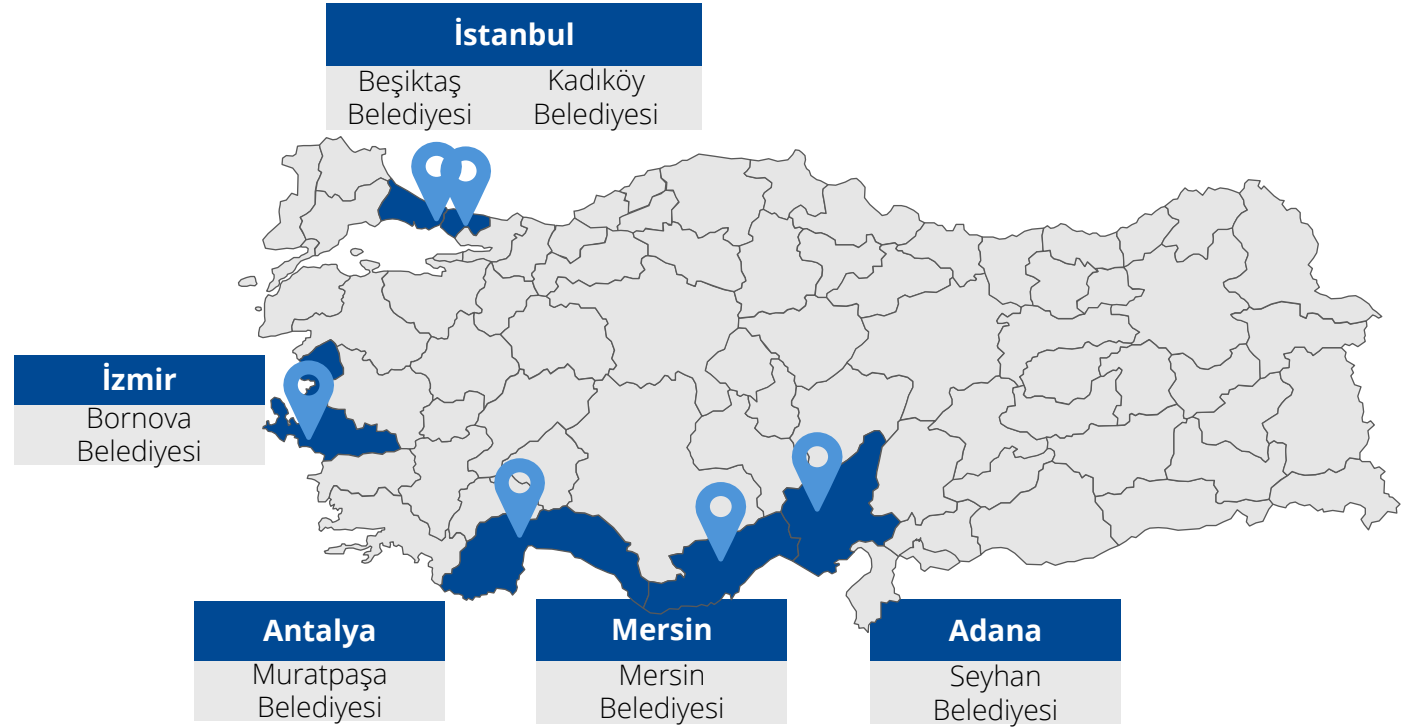 İstanbul
Beşiktaş
Belediyesi
Kadıköy
Belediyesi
İzmir
Bornova
Belediyesi
Antalya
Muratpaşa
Belediyesi
Mersin
Mersin
Belediyesi
Adana
Seyhan
Belediyesi